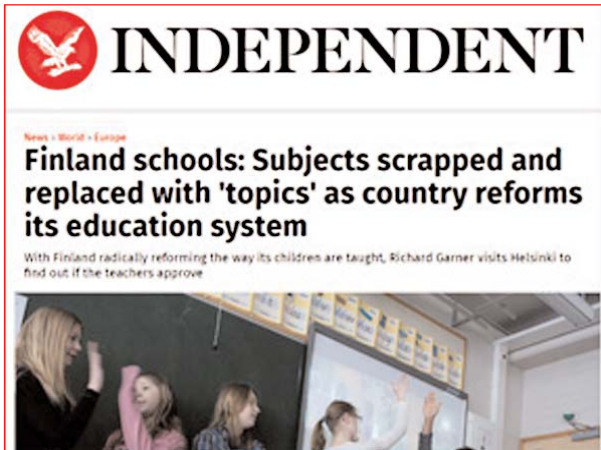 INDEPENDENT
News > World > Europe
Finland schools: Subjects scrapped and
replaced with 'topics' as country reforms
its education system
With Finland radically reforming the way its children are taught, Richard Garner visits Helsinki to
find out if the teachers approve